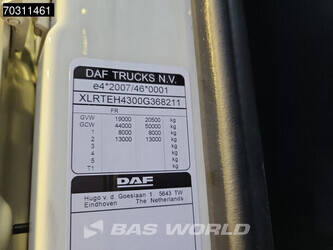 70311461
DAF TRUCKS N.V.
e4*2007/46*0001
XLRTEH4300G368211
FR
GVW 19000 20500 kg
GCW 44000 50000 kg
1 8000 8000 kg
2 13000 13000 kg
3 kg
4 kg
5 kg
T1 kg
DAF
Hugo v. d. Goeslaan 1. 5643 TW
Eindhoven The Netherlands
BAS WORLD